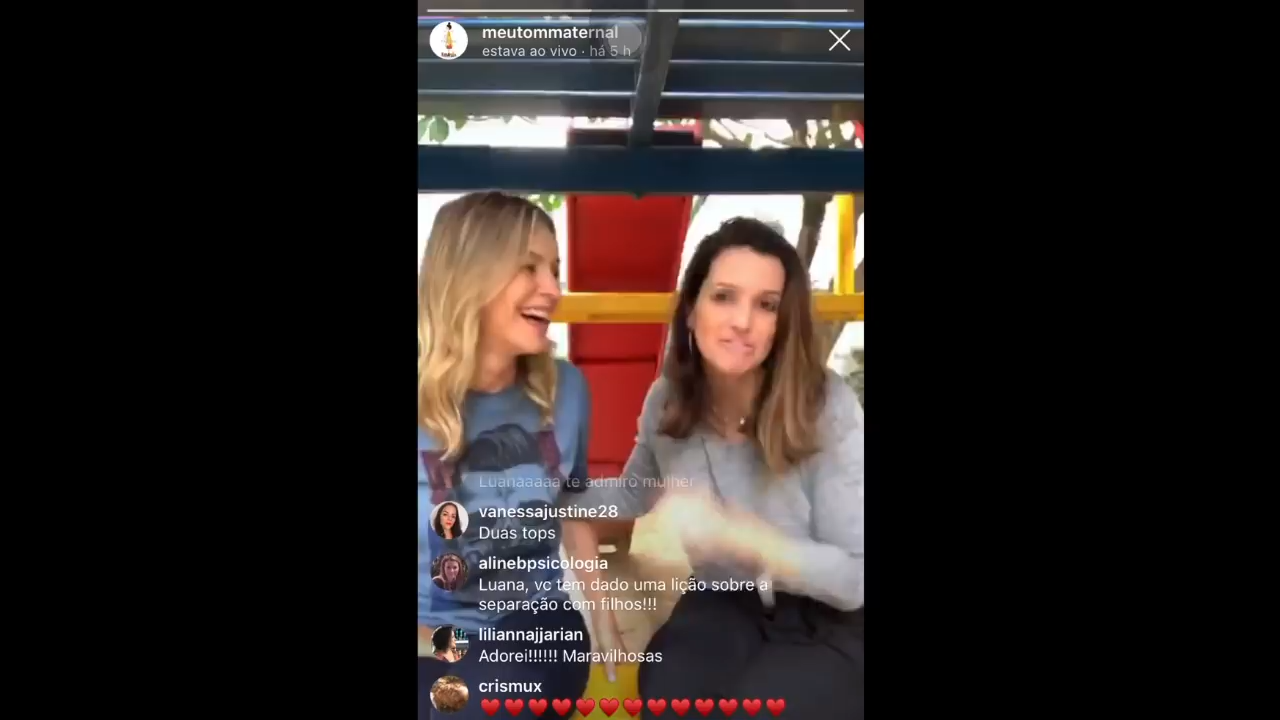 meutommaternal
estava ao vivo · há 5 h
Luanaaaaa te admiro mulher
vanessajustine28
Duas tops
alinebpsicologia
Luana, vc tem dado uma lição sobre a
separação com filhos!!!
liliannajjarian
Adorei!!!!!! Maravilhosas
crismux
❤️❤️❤️❤️❤️❤️❤️❤️❤️❤️❤️❤️❤️